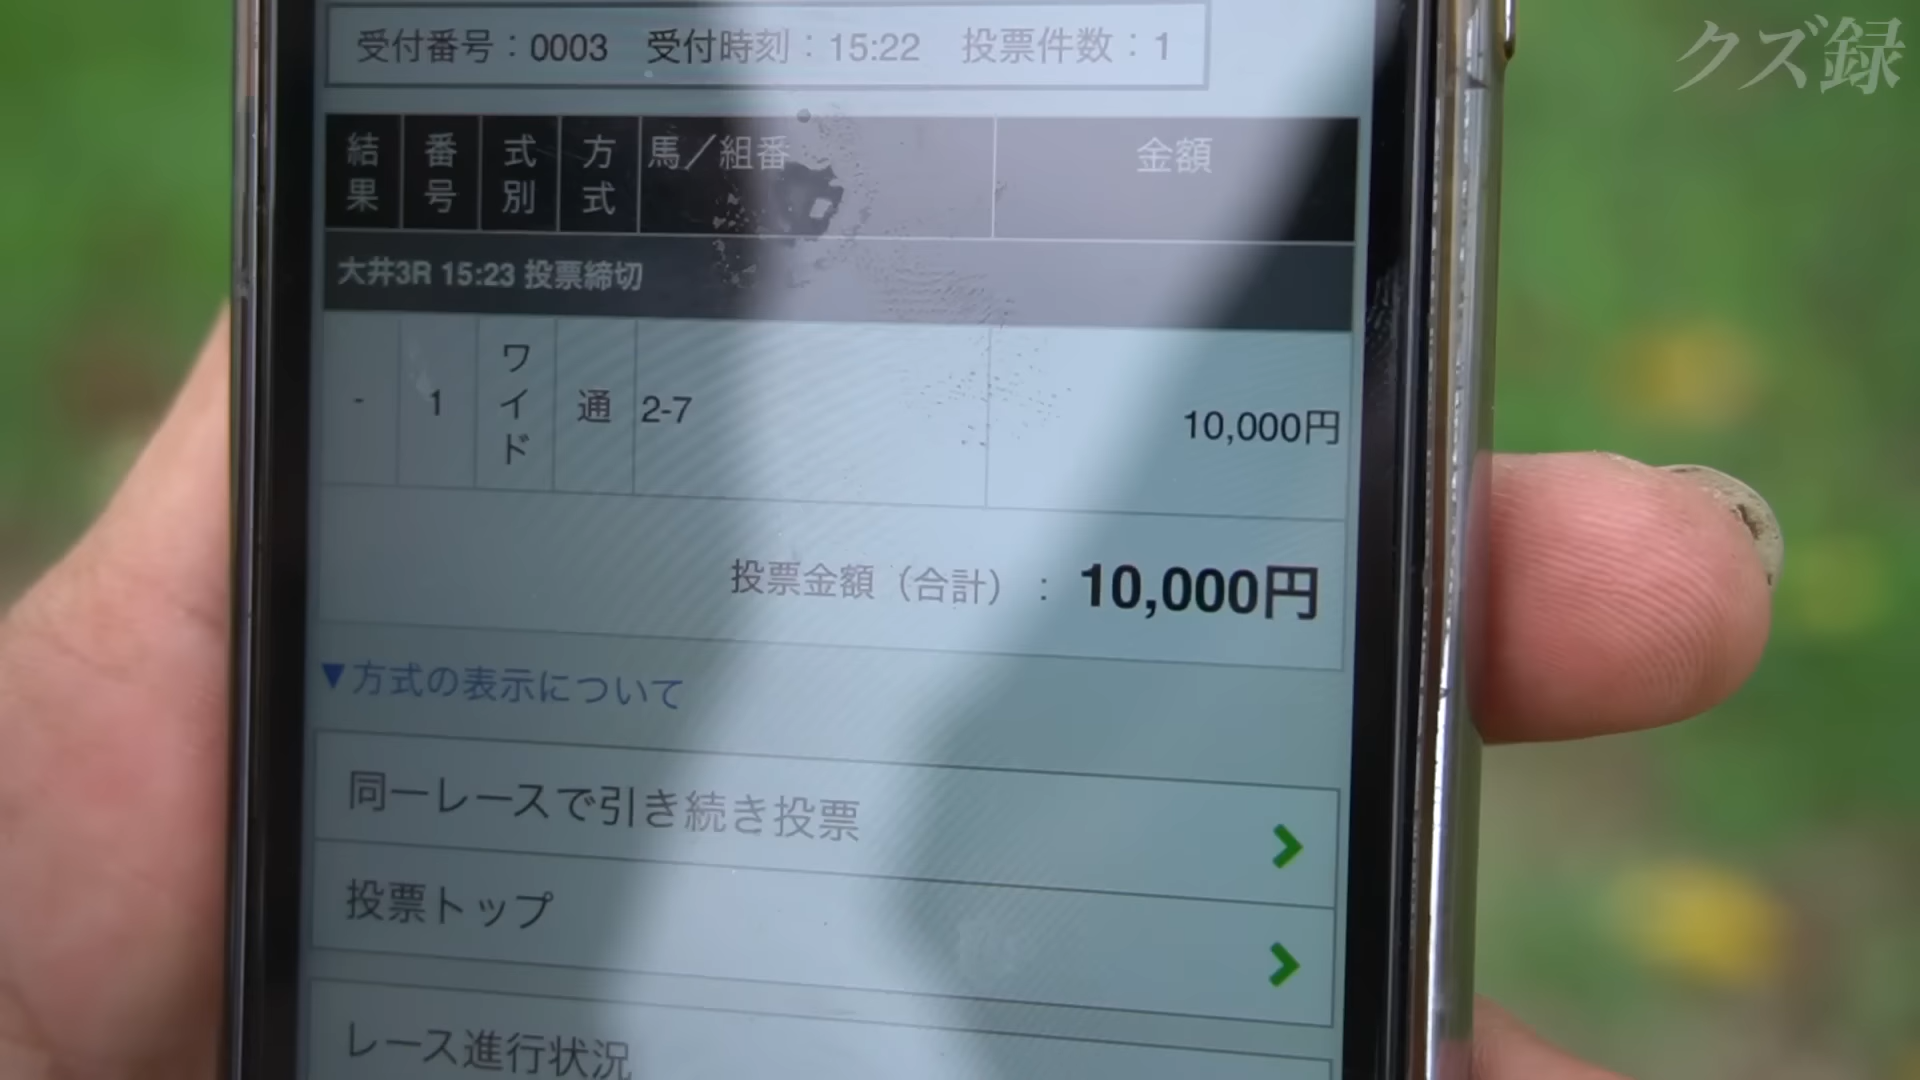 クズ録
受付番号：0003 受付時刻：15:22 投票件数：1
結果 番号 式別 方式 馬／組番 金額
大井3R 15:23 投票締切
- 1 ワイド 通 2-7 10,000円
投票金額（合計）： 10,000円
▼方式の表示について
同一レースで引き続き投票
投票トップ
レース進行状況